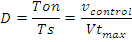 D = Ton/Ts = v_control/Vt_max